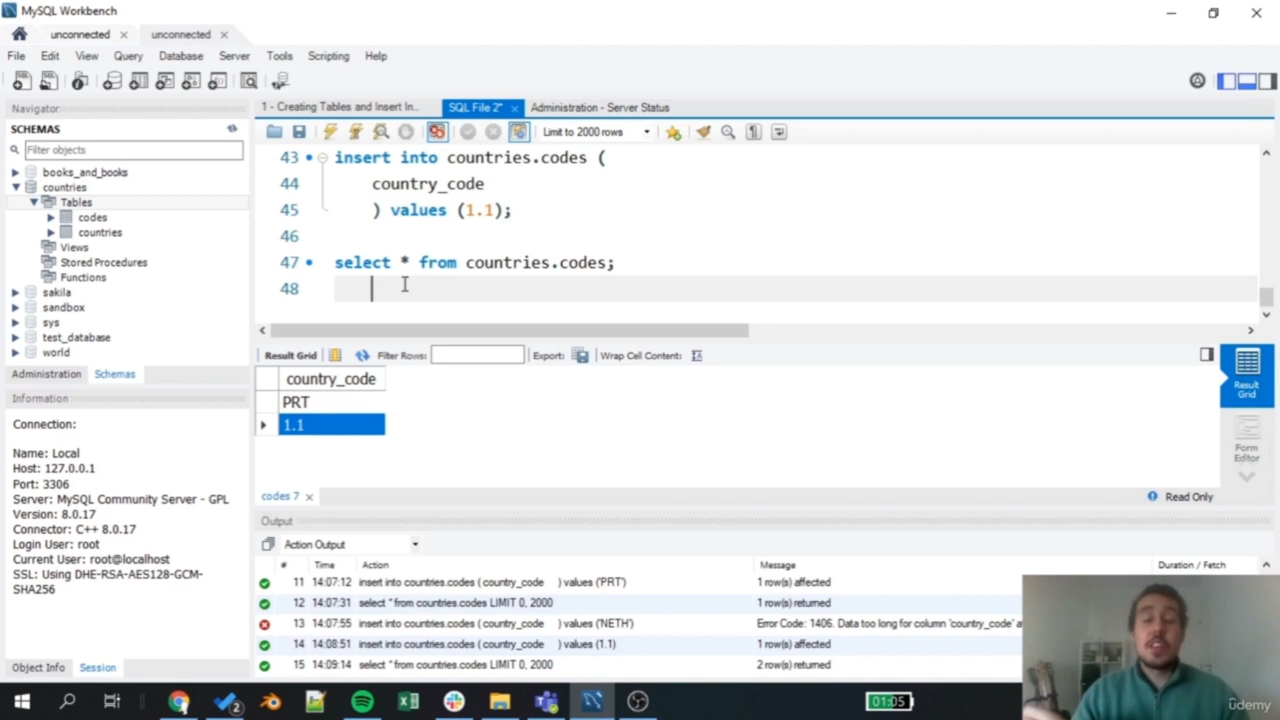 MySQL Workbench
unconnected × unconnected ×
File Edit View Query Database Server Tools Scripting Help
Navigator
SCHEMAS
Filter objects
books_and_books
countries
Tables
codes
countries
Views
Stored Procedures
Functions
sakila
sandbox
sys
test_database
world
Administration Schemas
Information
Connection:
Name: Local
Host: 127.0.0.1
Port: 3306
Server: MySQL Community Server - GPL
Version: 8.0.17
Connector: C++ 8.0.17
Login User: root
Current User: root@localhost
SSL: Using DHE-RSA-AES128-GCM-
SHA256
Object Info Session
1 - Creating Tables and Insert In... SQL File 2* × Administration - Server Status
Limit to 2000 rows
43 insert into countries.codes (
44 country_code
45 ) values (1.1);
46
47 select * from countries.codes;
48
Result Grid Filter Rows: Export: Wrap Cell Content:
country_code
PRT
1.1
Result
Grid
Form
Editor
codes 7 × Read Only
Output
Action Output
# Time Action Message Duration / Fetch
11 14:07:12 insert into countries.codes ( country_code ) values ('PRT') 1 row(s) affected
12 14:07:31 select * from countries.codes LIMIT 0, 2000 1 row(s) returned
13 14:07:55 insert into countries.codes ( country_code ) values ('NETH') Error Code: 1406. Data too long for column 'country_code' a
14 14:08:51 insert into countries.codes ( country_code ) values (1.1) 1 row(s) affected
15 14:09:14 select * from countries.codes LIMIT 0, 2000 2 row(s) returned
2
01:05
ûdemy